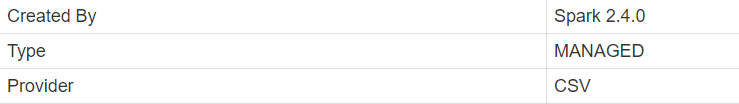 Created By Spark 2.4.0
Type MANAGED
Provider CSV